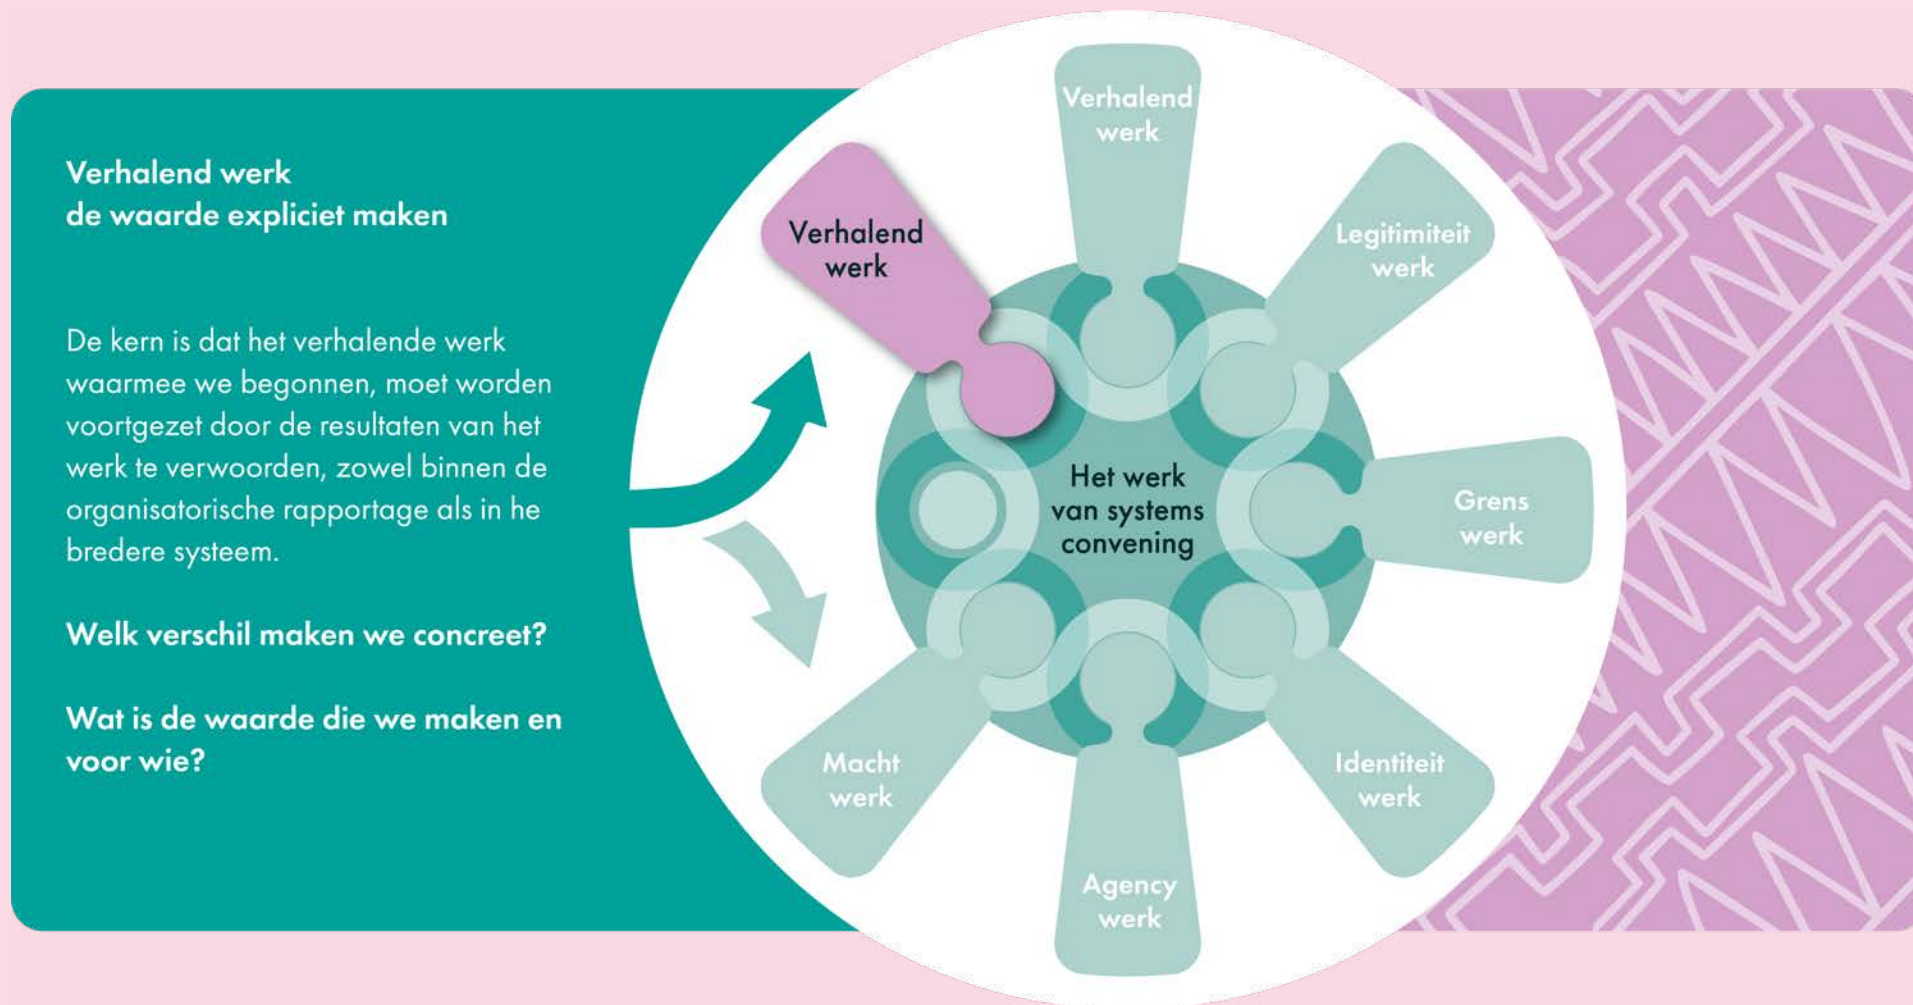 Verhalend werk
de waarde expliciet maken
De kern is dat het verhalende werk
waarmee we begonnen, moet worden
voortgezet door de resultaten van het
werk te verwoorden, zowel binnen de
organisatorische rapportage als in he
bredere systeem.
Welk verschil maken we concreet?
Wat is de waarde die we maken en
voor wie?
Verhalend
werk
Verhalend
werk
Legitimiteit
werk
Grens
werk
Identiteit
werk
Agency
werk
Macht
werk
Het werk
van systems
convening